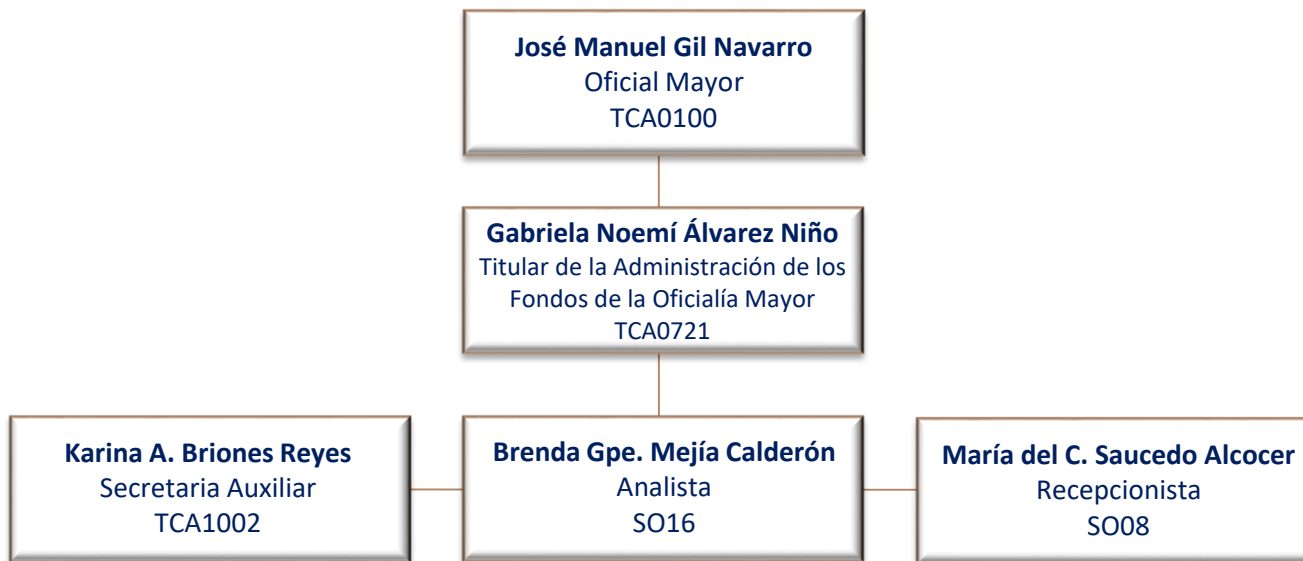 José Manuel Gil Navarro
Oficial Mayor
TCA0100
Gabriela Noemí Álvarez Niño
Titular de la Administración de los
Fondos de la Oficialía Mayor
TCA0721
Karina A. Briones Reyes
Secretaria Auxiliar
TCA1002
Brenda Gpe. Mejía Calderón
Analista
SO16
María del C. Saucedo Alcocer
Recepcionista
SO08